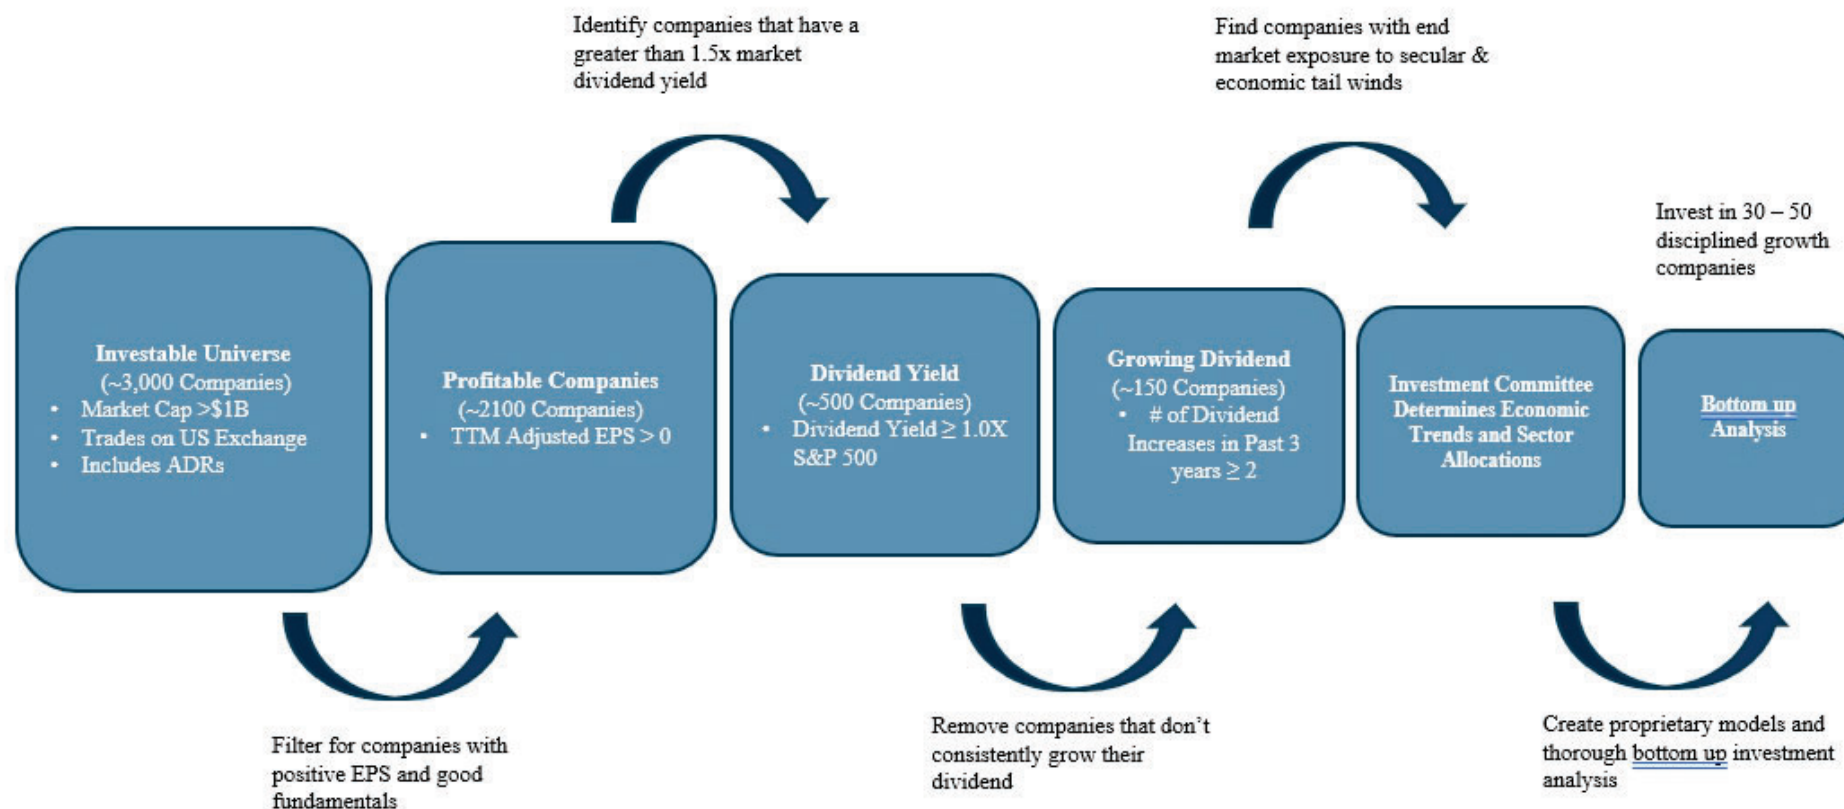 Identify companies that have a
greater than 1.5x market
dividend yield
Find companies with end
market exposure to secular &
economic tail winds
Invest in 30 – 50
disciplined growth
companies
Investable Universe
(~3,000 Companies)
• Market Cap >$1B
• Trades on US Exchange
• Includes ADRs
Profitable Companies
(~2100 Companies)
• TTM Adjusted EPS > 0
Dividend Yield
(~500 Companies)
• Dividend Yield ≥ 1.0X
S&P 500
Growing Dividend
(~150 Companies)
• # of Dividend
Increases in Past 3
years ≥ 2
Investment Committee
Determines Economic
Trends and Sector
Allocations
Bottom up
Analysis
Filter for companies with
positive EPS and good
fundamentals
Remove companies that don’t
consistently grow their
dividend
Create proprietary models and
thorough bottom up investment
analysis